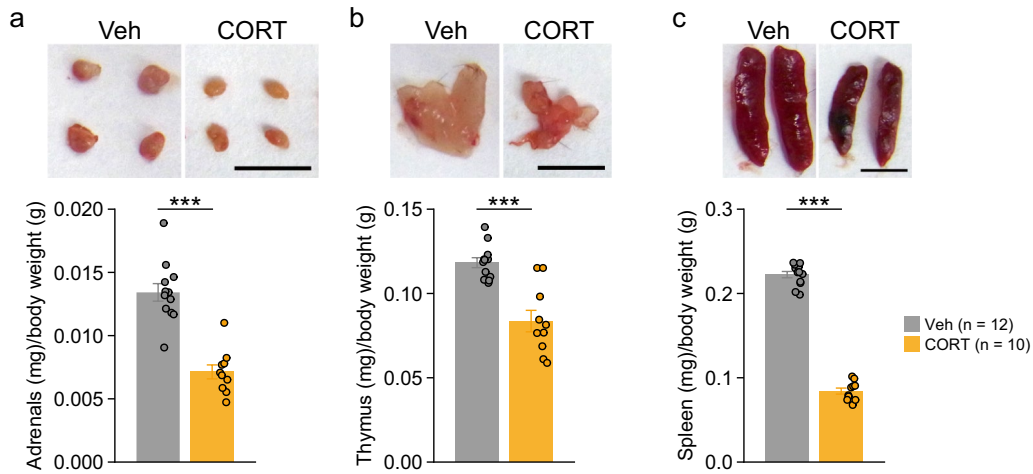 a
Veh CORT
Adrenals (mg)/body weight (g)
0.020
0.015
0.010
0.005
0.000
***
b
Veh CORT
Thymus (mg)/body weight (g)
0.15
0.10
0.05
0.00
***
c
Veh CORT
Spleen (mg)/body weight (g)
0.3
0.2
0.1
0.0
***
Veh (n = 12)
CORT (n = 10)